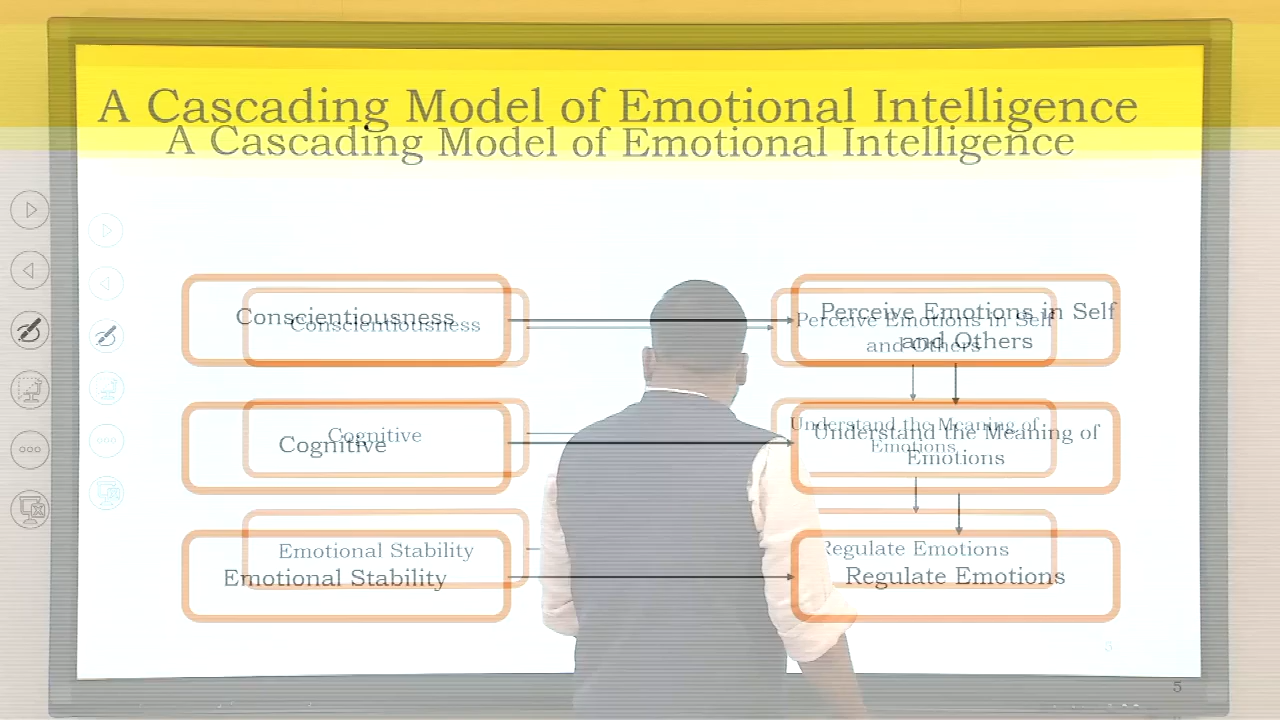 A Cascading Model of Emotional Intelligence
A Cascading Model of Emotional Intelligence
Conscientiousness
Conscientiousness
Perceive Emotions in Self
and Others
Perceive Emotions in Self
and Others
Cognitive
Cognitive
Understand the Meaning of
Emotions
Understand the Meaning of
Emotions
Emotional Stability
Emotional Stability
Regulate Emotions
Regulate Emotions
5
5